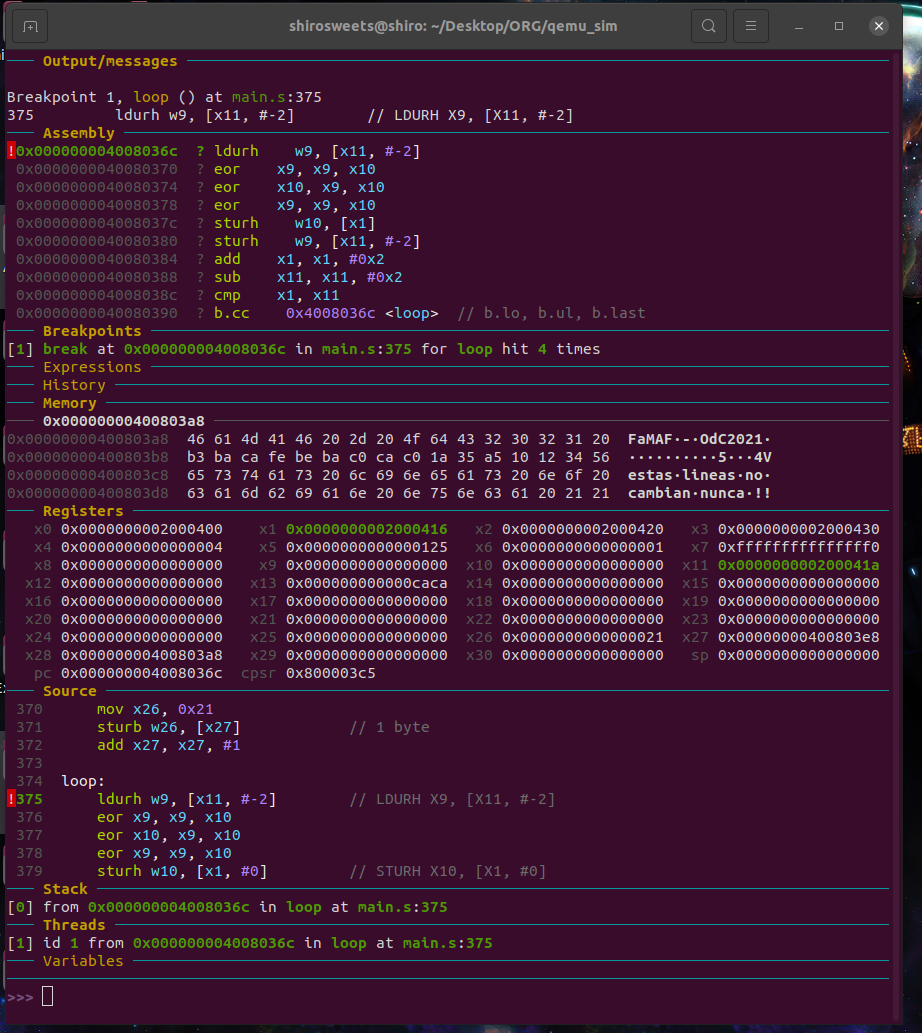 shirosweets@shiro: ~/Desktop/ORG/qemu_sim
Output/messages
Breakpoint 1, loop () at main.s:375
375 ldurh w9, [x11, #-2] // LDURH X9, [X11, #-2]
Assembly
!0x000000004008036c ? ldurh w9, [x11, #-2]
0x0000000040080370 ? eor x9, x9, x10
0x0000000040080374 ? eor x10, x9, x10
0x0000000040080378 ? eor x9, x9, x10
0x000000004008037c ? sturh w10, [x1]
0x0000000040080380 ? sturh w9, [x11, #-2]
0x0000000040080384 ? add x1, x1, #0x2
0x0000000040080388 ? sub x11, x11, #0x2
0x000000004008038c ? cmp x1, x11
0x0000000040080390 ? b.cc 0x4008036c <loop> // b.lo, b.ul, b.last
Breakpoints
[1] break at 0x000000004008036c in main.s:375 for loop hit 4 times
Expressions
History
Memory
0x00000000400803a8
0x00000000400803a8 46 61 4d 41 46 20 2d 20 4f 64 43 32 30 32 31 20 FaMAF·-·OdC2021·
0x00000000400803b8 b3 ba ca fe be ba c0 ca c0 1a 35 a5 10 12 34 56 ··········5···4V
0x00000000400803c8 65 73 74 61 73 20 6c 69 6e 65 61 73 20 6e 6f 20 estas·lineas·no·
0x00000000400803d8 63 61 6d 62 69 61 6e 20 6e 75 6e 63 61 20 21 21 cambian·nunca·!!
Registers
x0 0x0000000002000400 x1 0x0000000002000416 x2 0x0000000002000420 x3 0x0000000002000430
x4 0x0000000000000004 x5 0x0000000000000125 x6 0x0000000000000001 x7 0xfffffffffffffff0
x8 0x0000000000000000 x9 0x0000000000000000 x10 0x0000000000000000 x11 0x000000000200041a
x12 0x0000000000000000 x13 0x000000000000caca x14 0x0000000000000000 x15 0x0000000000000000
x16 0x0000000000000000 x17 0x0000000000000000 x18 0x0000000000000000 x19 0x0000000000000000
x20 0x0000000000000000 x21 0x0000000000000000 x22 0x0000000000000000 x23 0x0000000000000000
x24 0x0000000000000000 x25 0x0000000000000000 x26 0x0000000000000021 x27 0x00000000400803e8
x28 0x00000000400803a8 x29 0x0000000000000000 x30 0x0000000000000000 sp 0x0000000000000000
pc 0x000000004008036c cpsr 0x800003c5
Source
370 mov x26, 0x21
371 sturb w26, [x27] // 1 byte
372 add x27, x27, #1
373
374 loop:
!375 ldurh w9, [x11, #-2] // LDURH X9, [X11, #-2]
376 eor x9, x9, x10
377 eor x10, x9, x10
378 eor x9, x9, x10
379 sturh w10, [x1, #0] // STURH X10, [X1, #0]
Stack
[0] from 0x000000004008036c in loop at main.s:375
Threads
[1] id 1 from 0x000000004008036c in loop at main.s:375
Variables
>>>